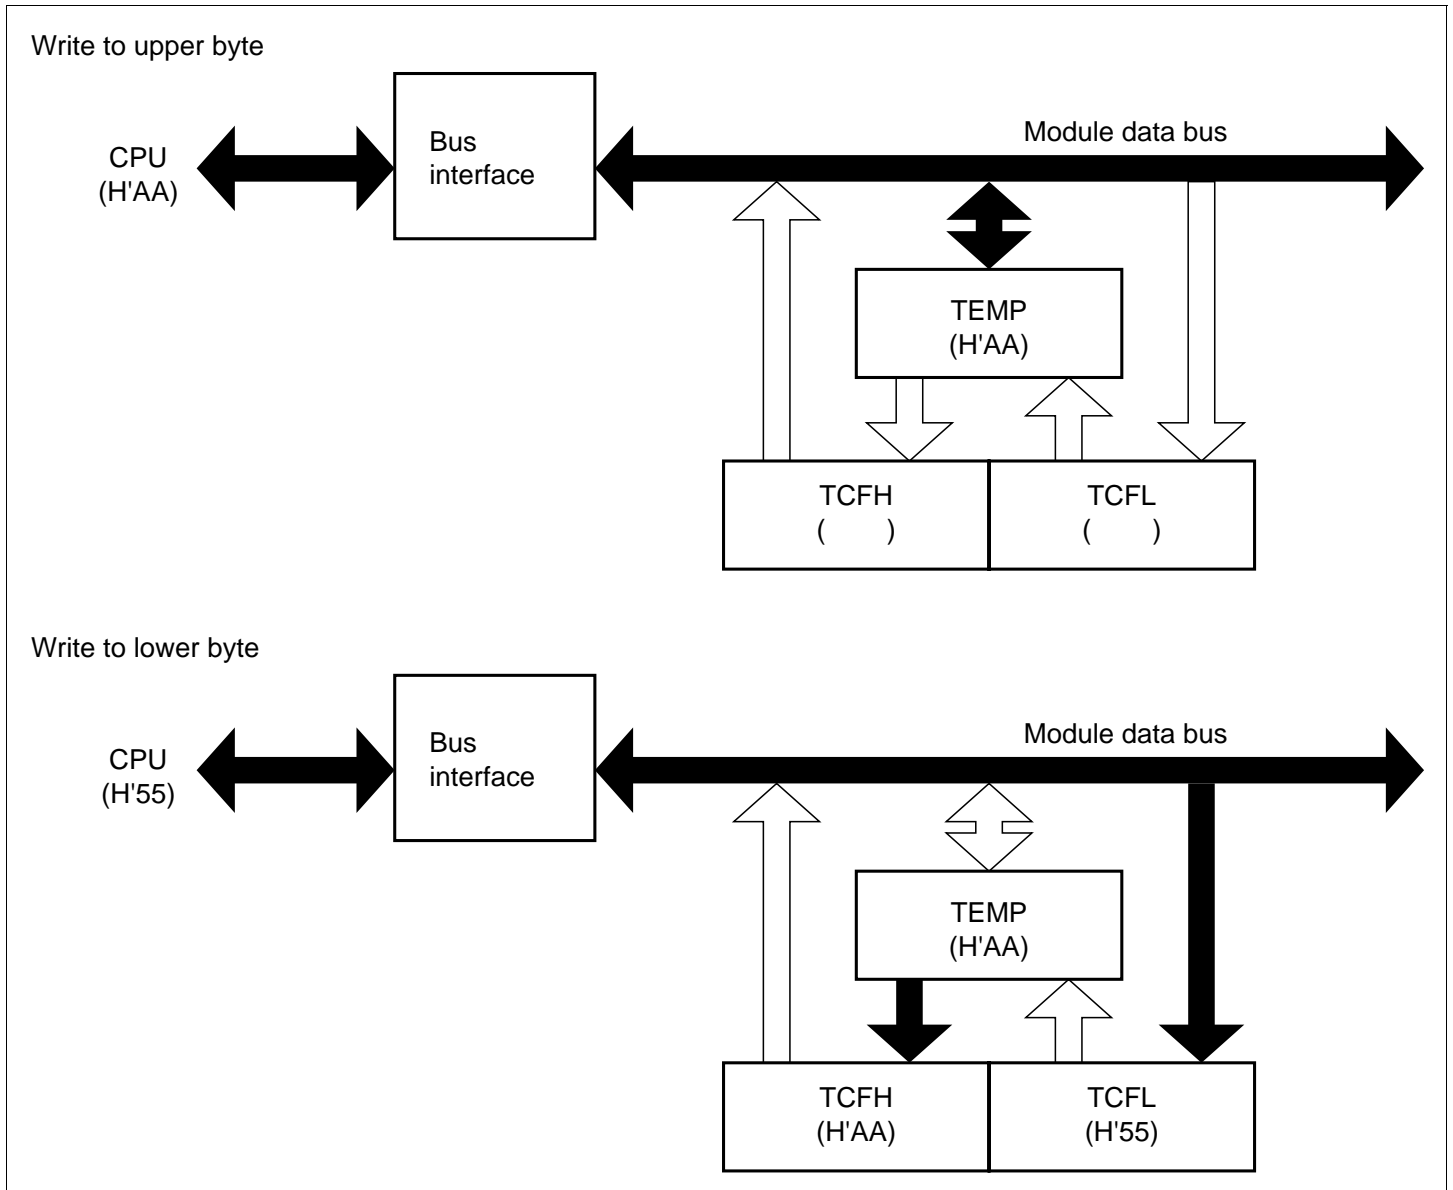 Write to upper byte
CPU
(H'AA)
Bus
interface
Module data bus
TEMP
(H'AA)
TCFH
(      )
TCFL
(      )
Write to lower byte
CPU
(H'55)
Bus
interface
Module data bus
TEMP
(H'AA)
TCFH
(H'AA)
TCFL
(H'55)